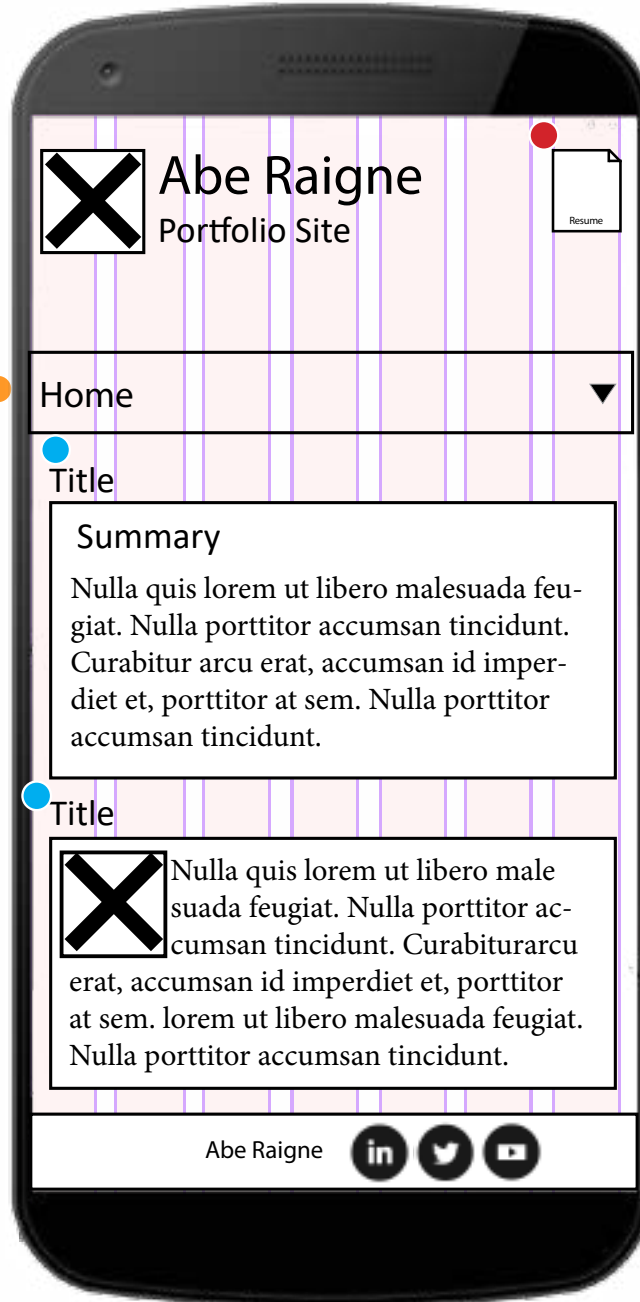 Abe Raigne
Portfolio Site
Resume
Home
Title
Summary
Nulla quis lorem ut libero malesuada feu-
giat. Nulla porttitor accumsan tincidunt.
Curabitur arcu erat, accumsan id imper-
diet et, porttitor at sem. Nulla porttitor
accumsan tincidunt.
Title
Nulla quis lorem ut libero male
suada feugiat. Nulla porttitor ac-
cumsan tincidunt. Curabiturarcu
erat, accumsan id imperdiet et, porttitor
at sem. lorem ut libero malesuada feugiat.
Nulla porttitor accumsan tincidunt.
Abe Raigne in